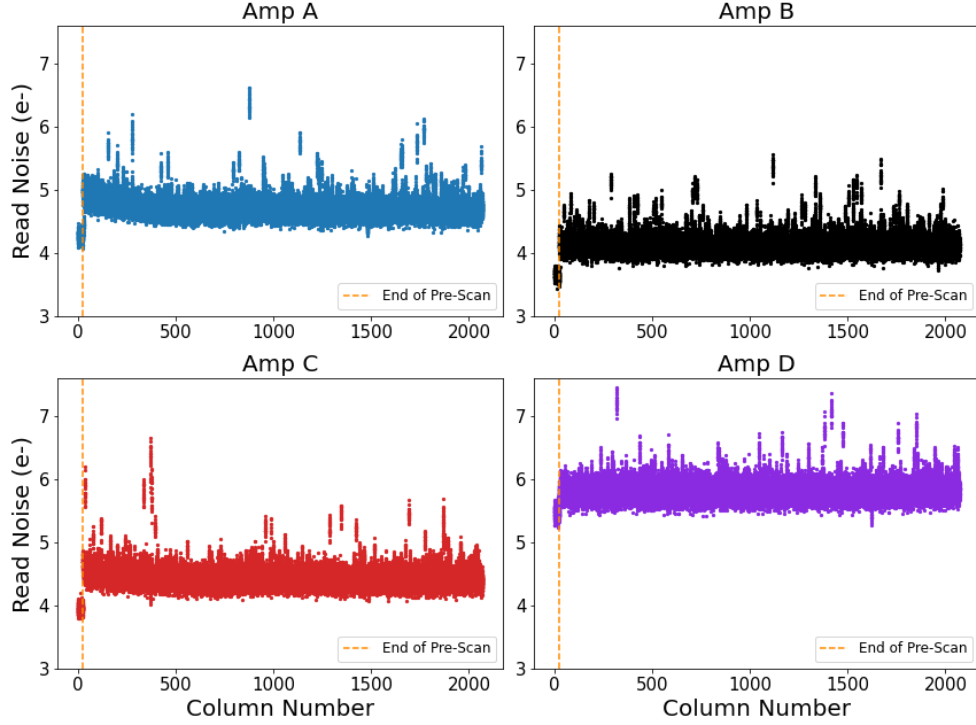 Amp A
Amp B
Read Noise (e-)
7
6
5
4
3
7
6
5
4
3
End of Pre-Scan
End of Pre-Scan
0 500 1000 1500 2000
0 500 1000 1500 2000
Amp C
Amp D
Read Noise (e-)
7
6
5
4
3
7
6
5
4
3
End of Pre-Scan
End of Pre-Scan
0 500 1000 1500 2000
0 500 1000 1500 2000
Column Number
Column Number